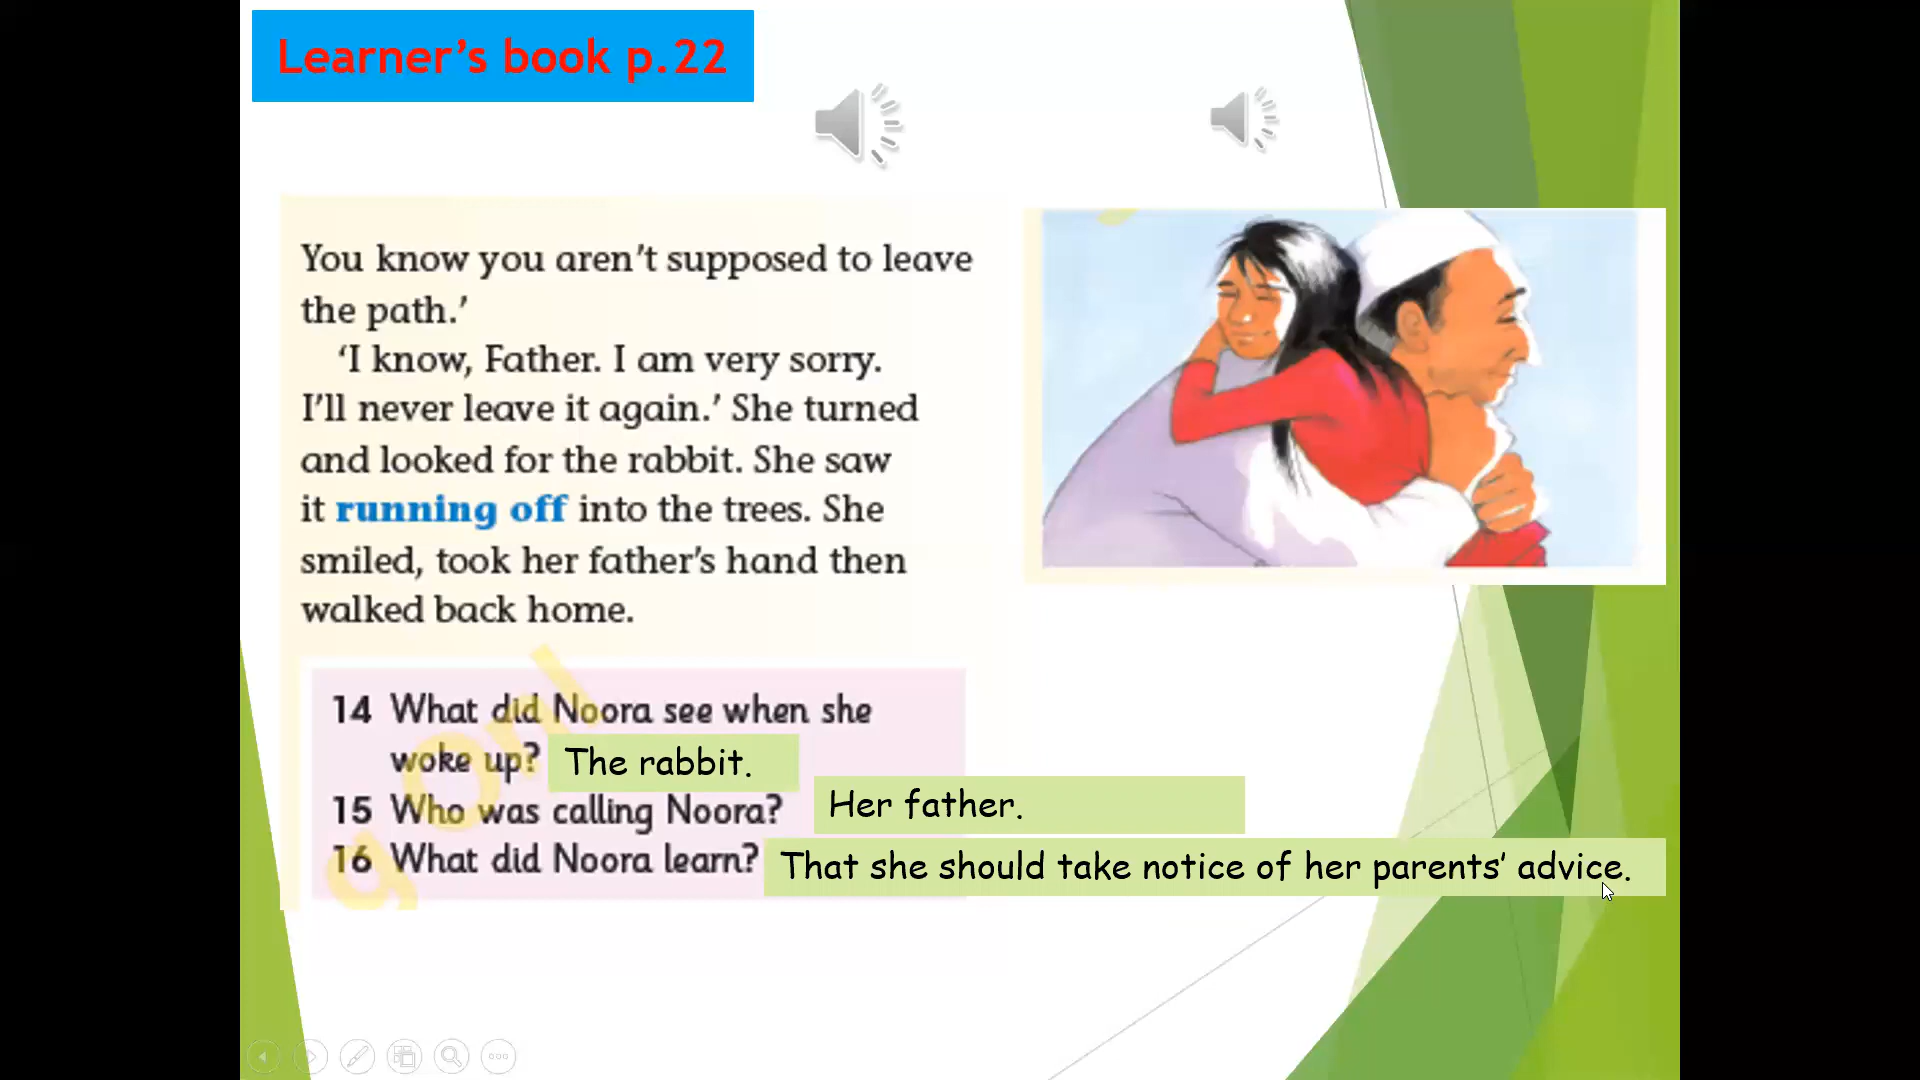 Learner’s book p.22
You know you aren’t supposed to leave
the path.’
‘I know, Father. I am very sorry.
I’ll never leave it again.’ She turned
and looked for the rabbit. She saw
it running off into the trees. She
smiled, took her father’s hand then
walked back home.
14 What did Noora see when she
woke up? The rabbit.
15 Who was calling Noora? Her father.
16 What did Noora learn? That she should take notice of her parents’ advice.